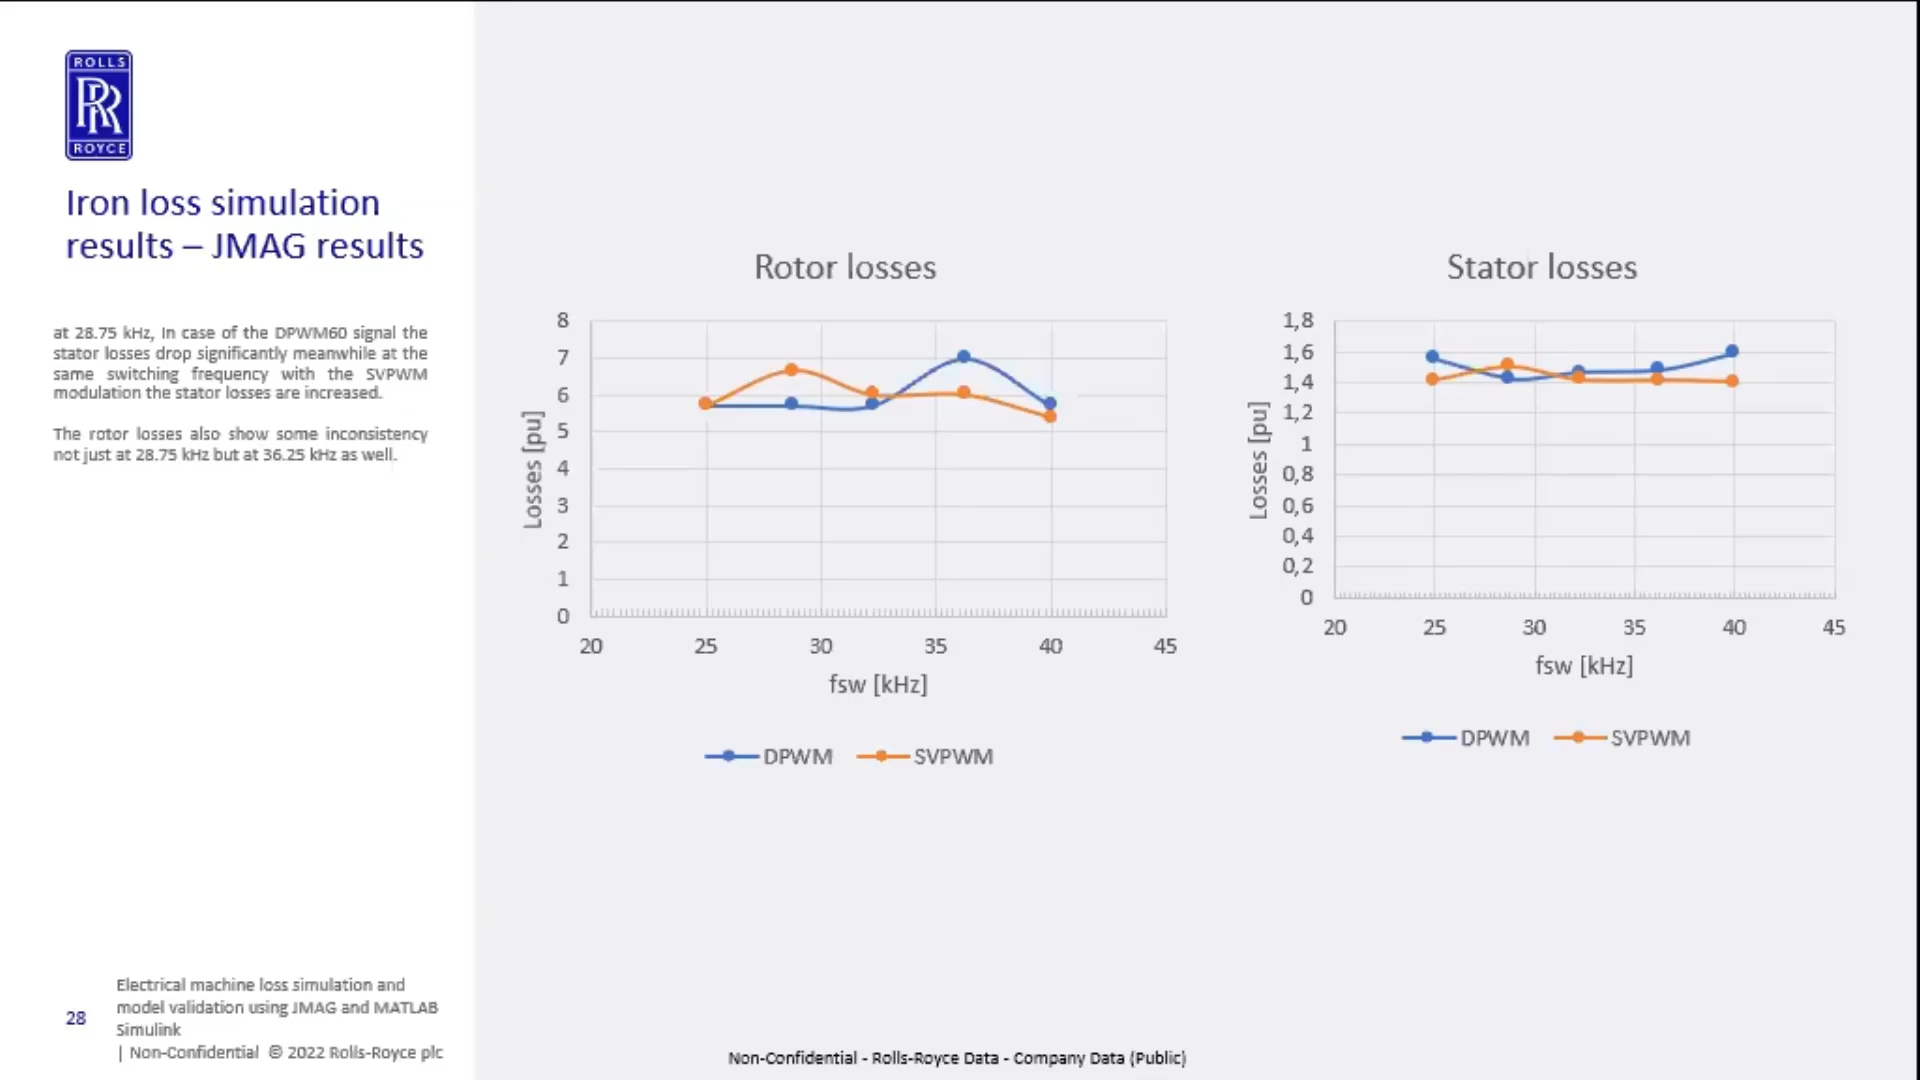 ROLLS
RR
ROYCE
Iron loss simulation
results – JMAG results
at 28.75 kHz, In case of the DPWM60 signal the
stator losses drop significantly meanwhile at the
same switching frequency with the SVPWM
modulation the stator losses are increased.
The rotor losses also show some inconsistency
not just at 28.75 kHz but at 36.25 kHz as well.
Rotor losses
Losses [pu]
8
7
6
5
4
3
2
1
0
20 25 30 35 40 45
fsw [kHz]
DPWM SVPWM
Stator losses
Losses [pu]
1,8
1,6
1,4
1,2
1
0,8
0,6
0,4
0,2
0
20 25 30 35 40 45
fsw [kHz]
DPWM SVPWM
28
Electrical machine loss simulation and
model validation using JMAG and MATLAB
Simulink
| Non-Confidential © 2022 Rolls-Royce plc
Non-Confidential - Rolls-Royce Data - Company Data (Public)